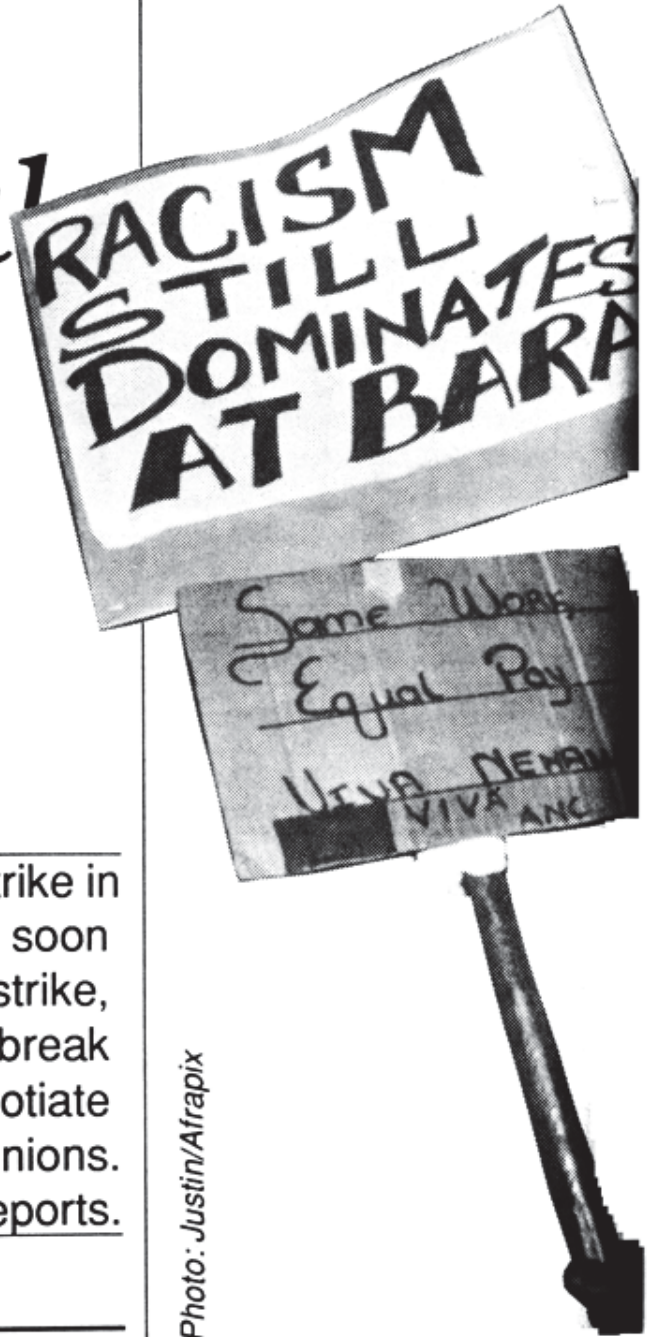 RACISM
STILL
DOMINATES
AT BARA
Same Work
Equal Pay
VIVA NEHAW
VIVA ANC
trike in
soon
strike,
break
otiate
nions.
eports.
Photo: Justin/Afrapix